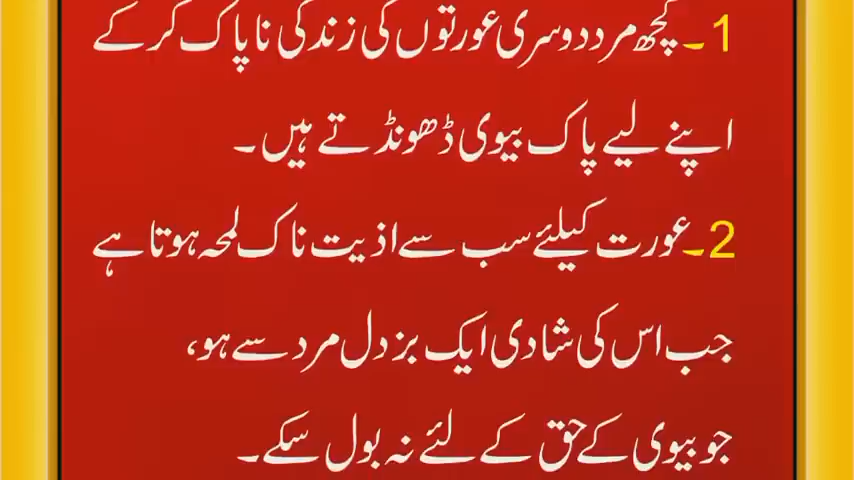 1۔ کچھ مرد دوسری عورتوں کی زندگی ناپاک کر کے
اپنے لیے پاک بیوی ڈھونڈتے ہیں۔
2۔ عورت کیلئے سب سے اذیت ناک لمحہ ہوتا ہے
جب اس کی شادی ایک بزدل مرد سے ہو،
جو بیوی کے حق کے لئے نہ بول سکے۔